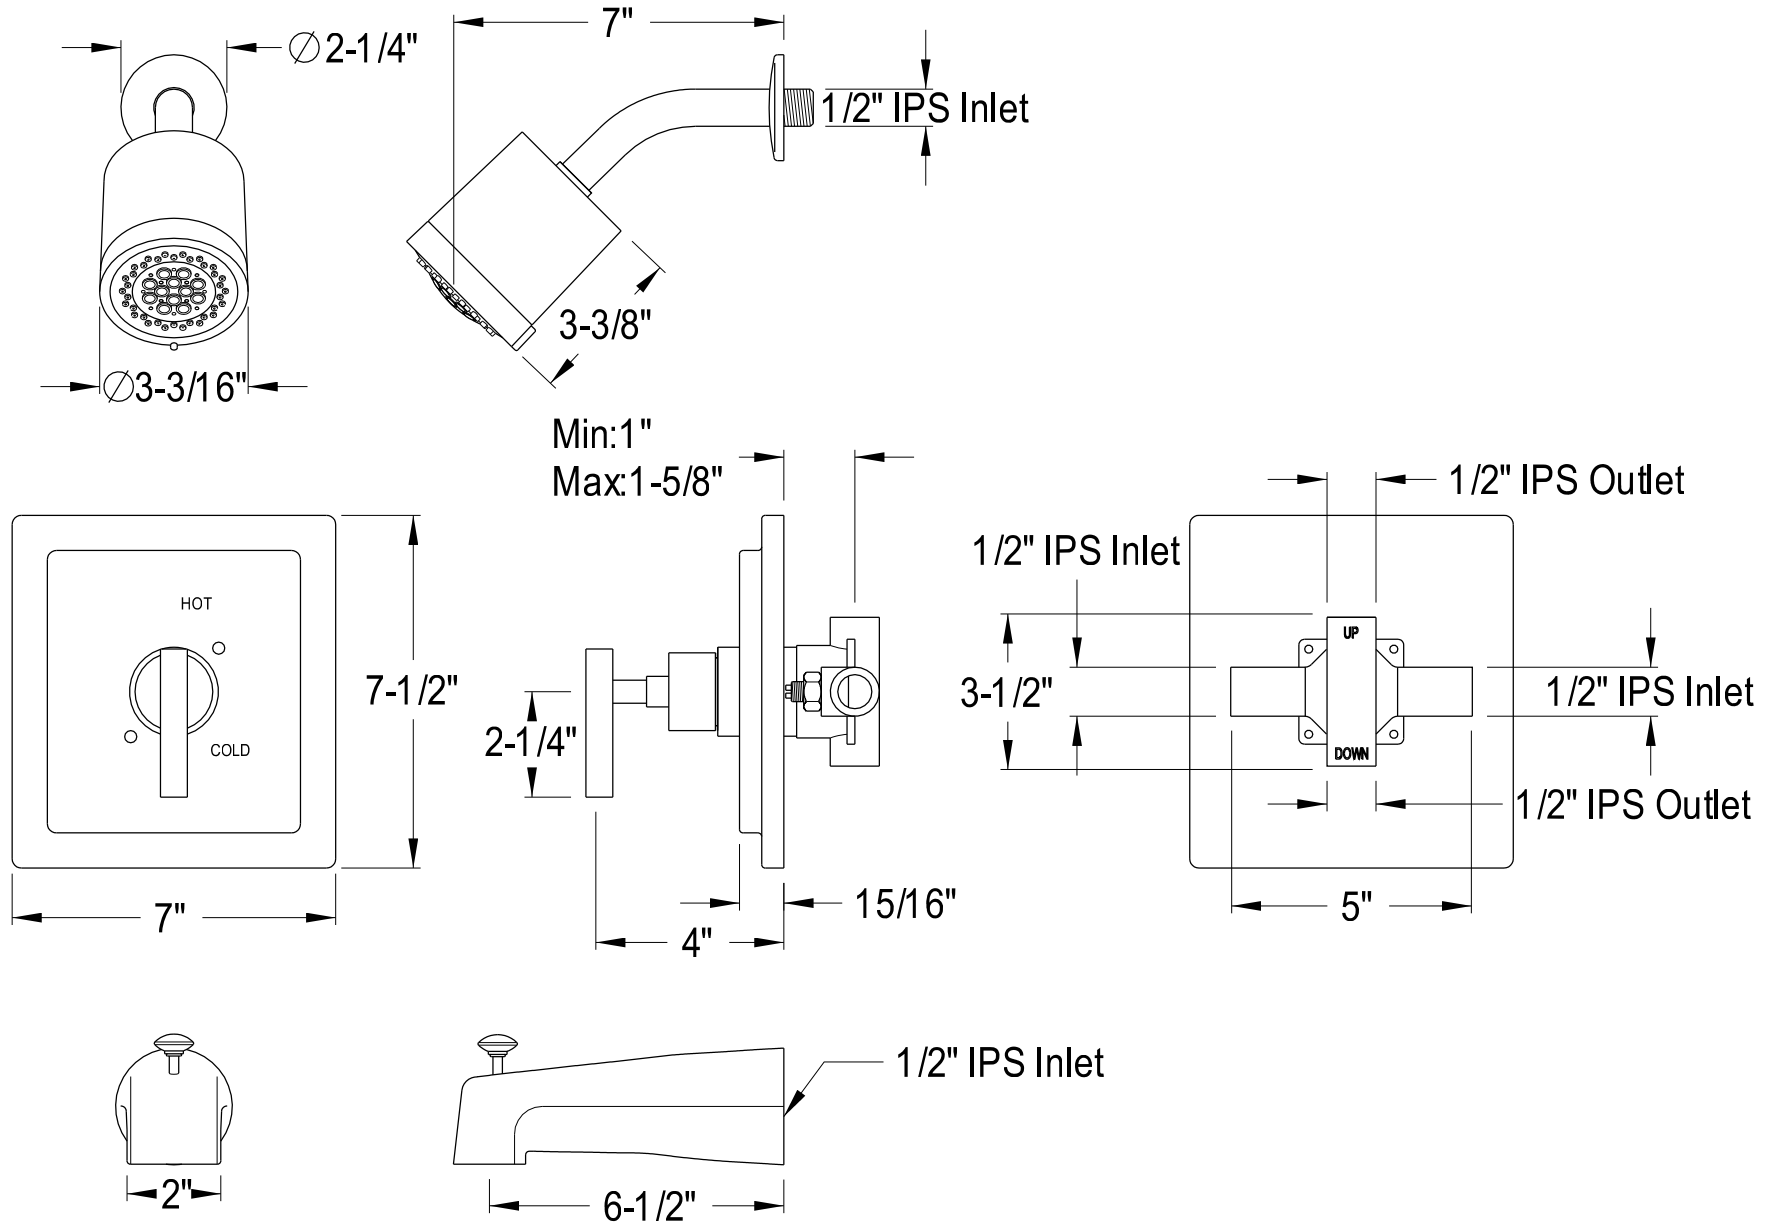 7"
⌀ 2-1/4"
1/2" IPS Inlet
3-3/8"
⌀3-3/16"
Min:1"
Max:1-5/8"
1/2" IPS Outlet
1/2" IPS Inlet
HOT
UP
7-1/2"
3-1/2"
1/2" IPS Inlet
2-1/4"
COLD
DOWN
1/2" IPS Outlet
7"
15/16"
5"
4"
1/2" IPS Inlet
2"
6-1/2"